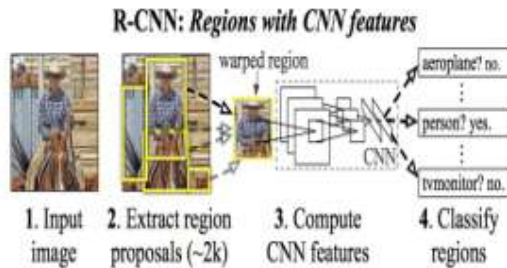 R-CNN: Regions with CNN features
warped region
aeroplane? no.
person? yes.
tvmonitor? no.
CNN
1. Input
image
2. Extract region
proposals (~2k)
3. Compute
CNN features
4. Classify
regions